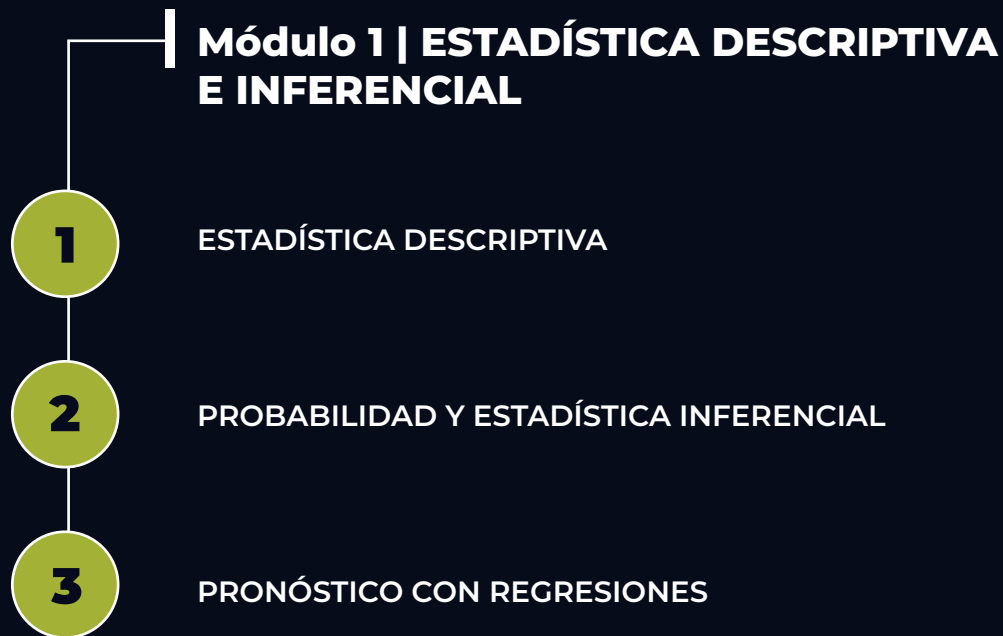 Módulo 1 | ESTADÍSTICA DESCRIPTIVA
E INFERENCIAL
1
ESTADÍSTICA DESCRIPTIVA
2
PROBABILIDAD Y ESTADÍSTICA INFERENCIAL
3
PRONÓSTICO CON REGRESIONES